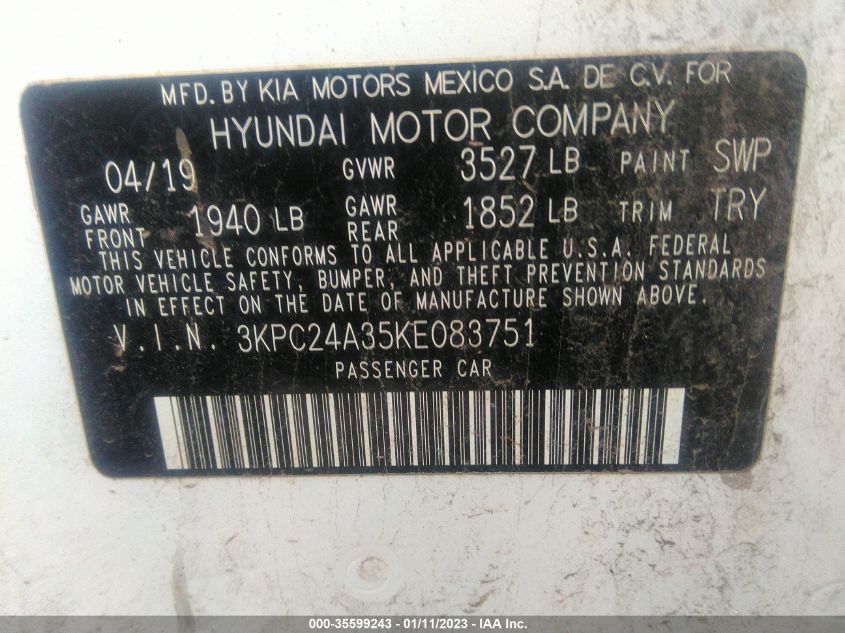 MFD. BY KIA MOTORS MEXICO S.A. DE C.V. FOR
HYUNDAI MOTOR COMPANY
04/19 GVWR 3527 LB PAINT SWP
GAWR FRONT 1940 LB GAWR REAR 1852 LB TRIM TRY
THIS VEHICLE CONFORMS TO ALL APPLICABLE U.S.A. FEDERAL
MOTOR VEHICLE SAFETY, BUMPER, AND THEFT PREVENTION STANDARDS
IN EFFECT ON THE DATE OF MANUFACTURE SHOWN ABOVE.
V.I.N. 3KPC24A35KE083751
PASSENGER CAR
000-35599243 - 01/11/2023 - IAA Inc.